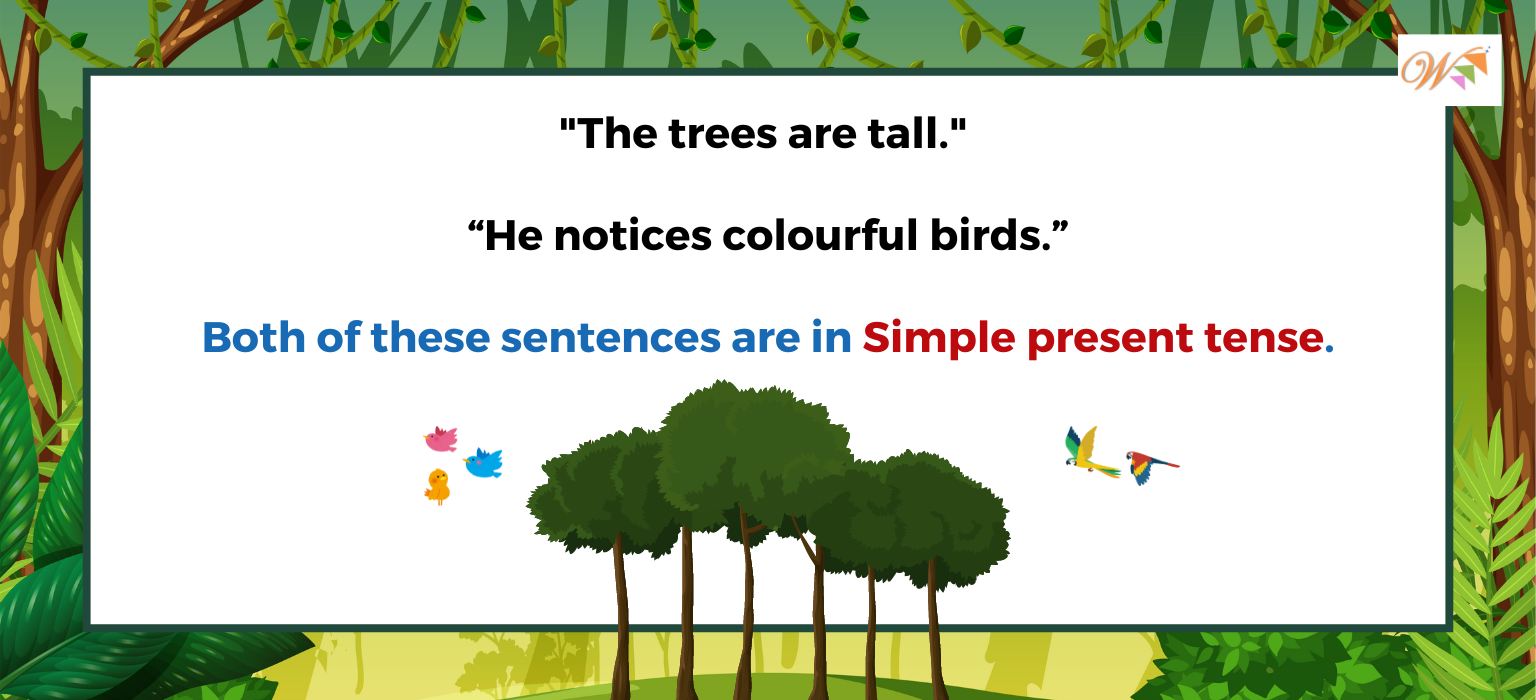 "The trees are tall."
“He notices colourful birds.”
Both of these sentences are in Simple present tense.
W